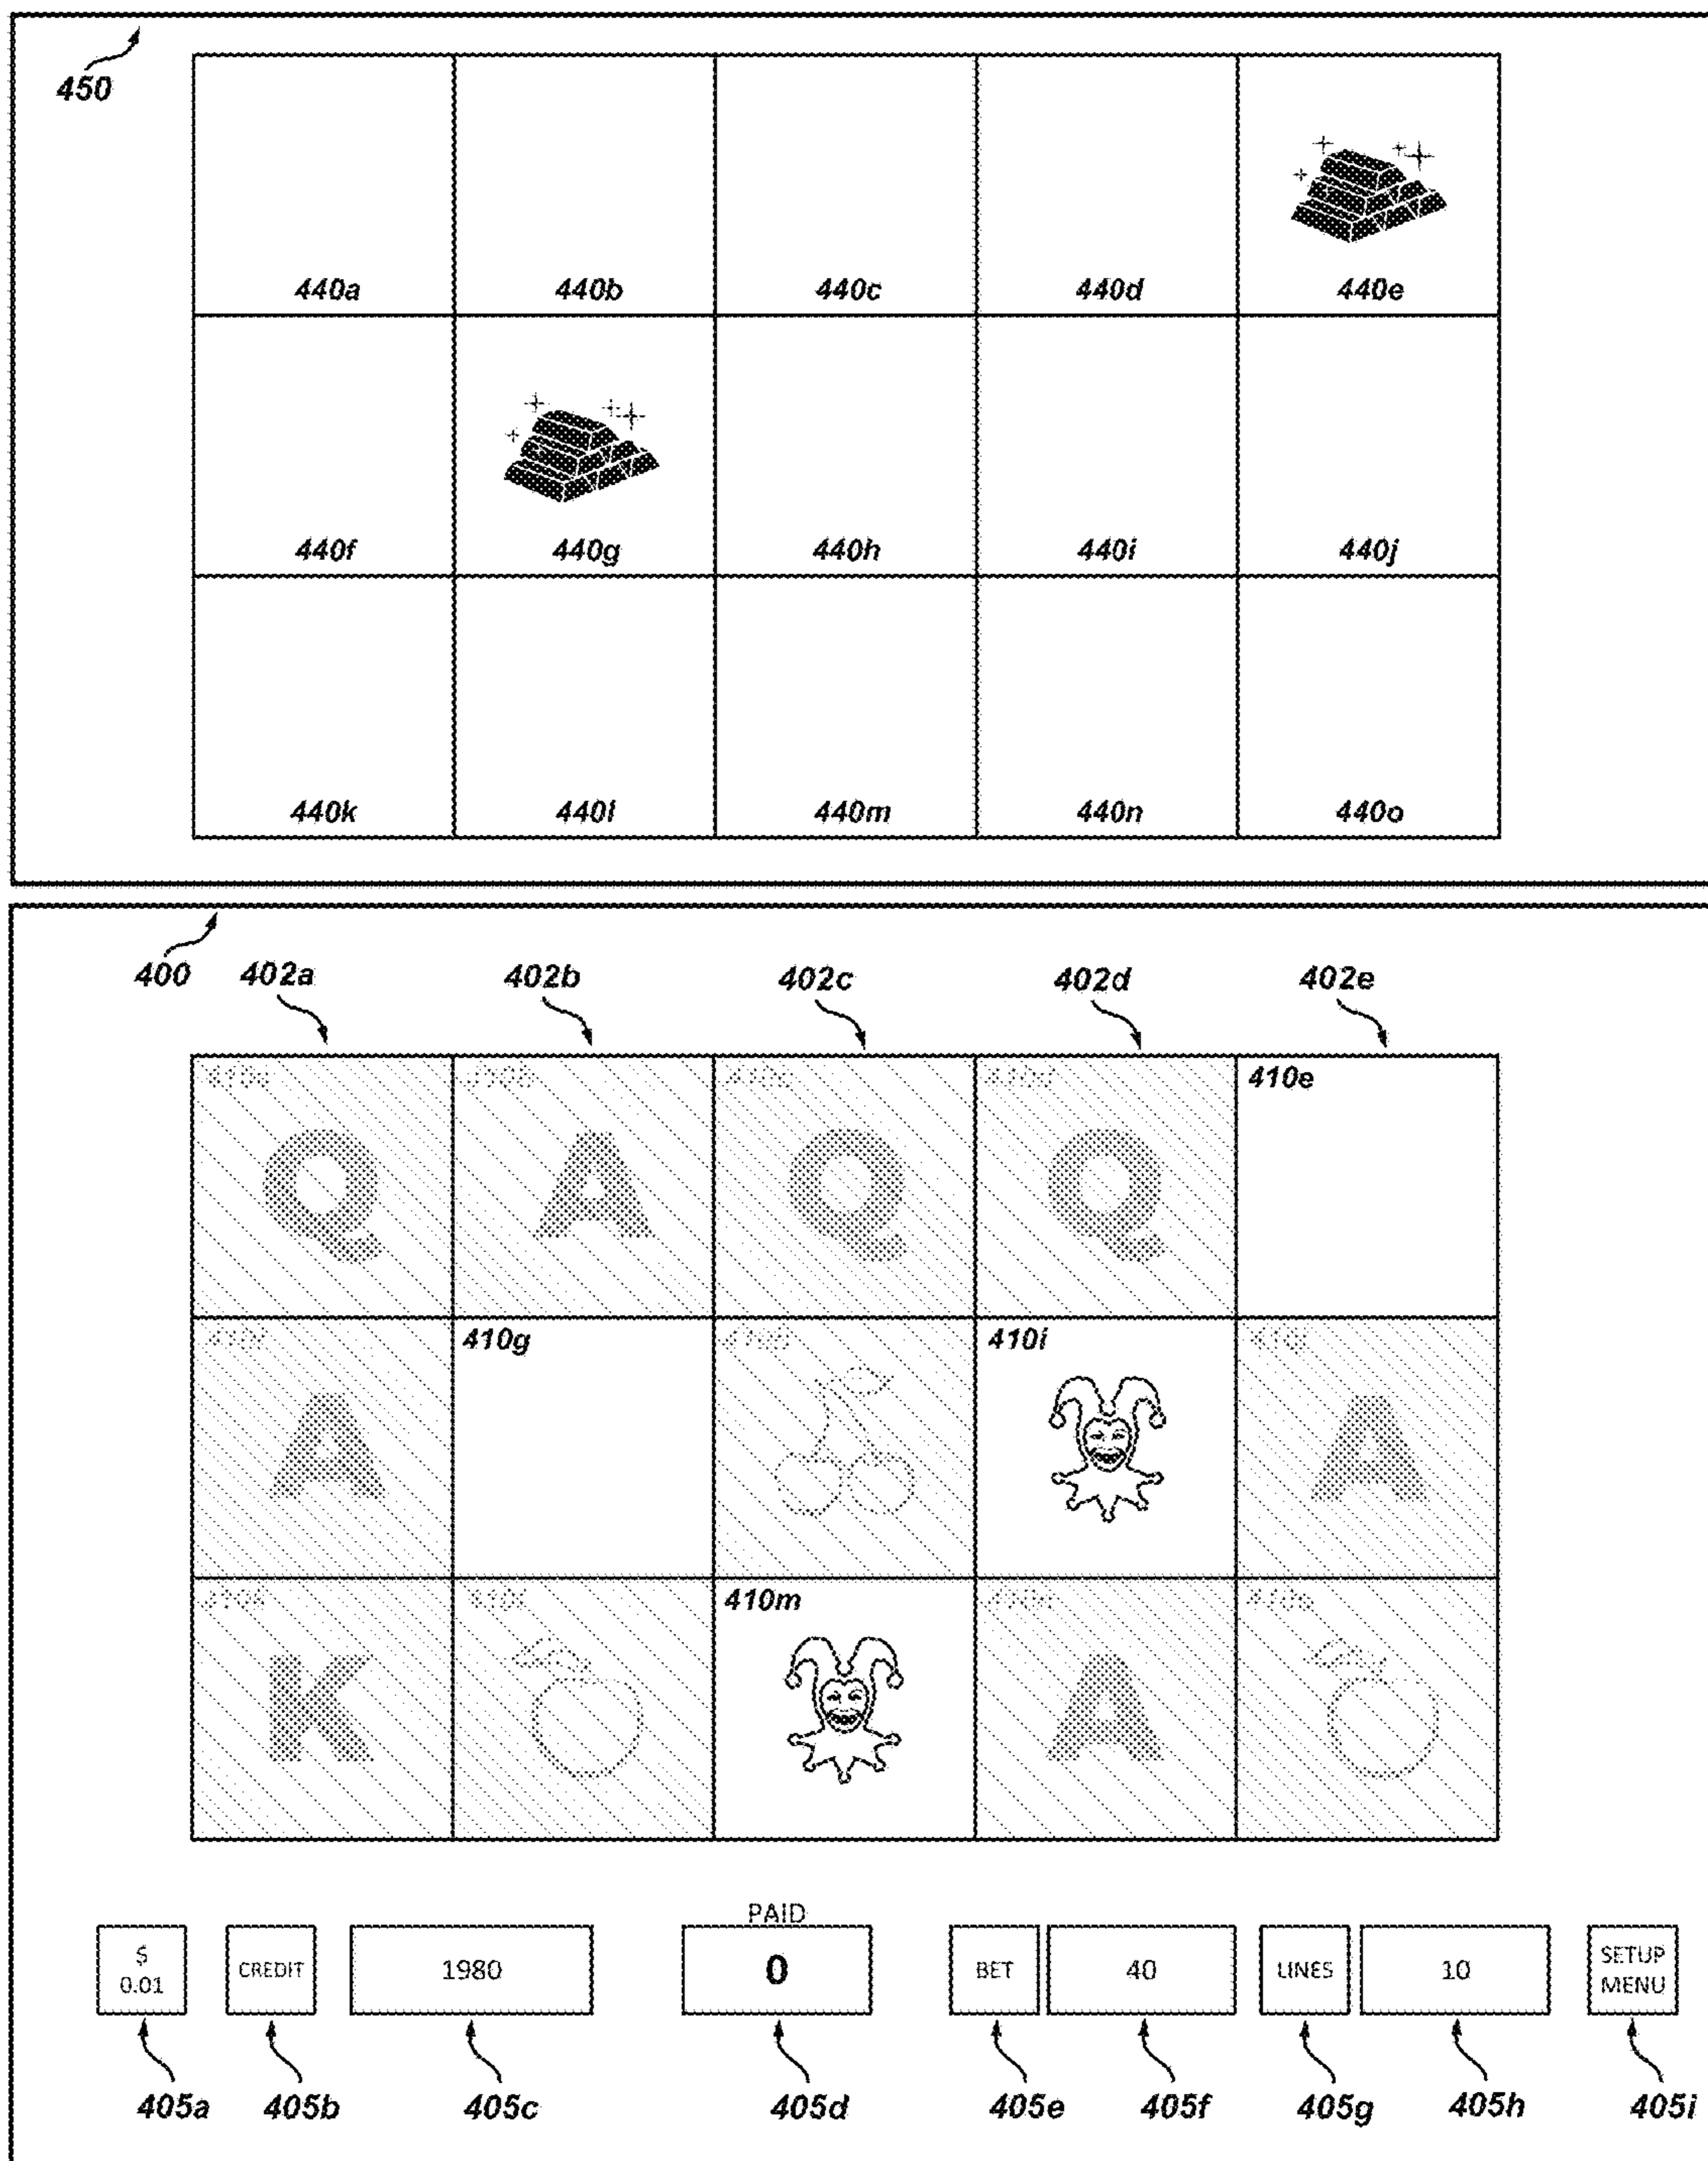 450
440a 440b 440c 440d 440e
440f 440g 440h 440i 440j
440k 440l 440m 440n 440o
400 402a 402b 402c 402d 402e
410e
Q A Q Q
410g 410i
A A
410m
K A
PAID
$ 0.01 CREDIT 1980 0 BET 40 LINES 10 SETUP MENU
405a 405b 405c 405d 405e 405f 405g 405h 405i